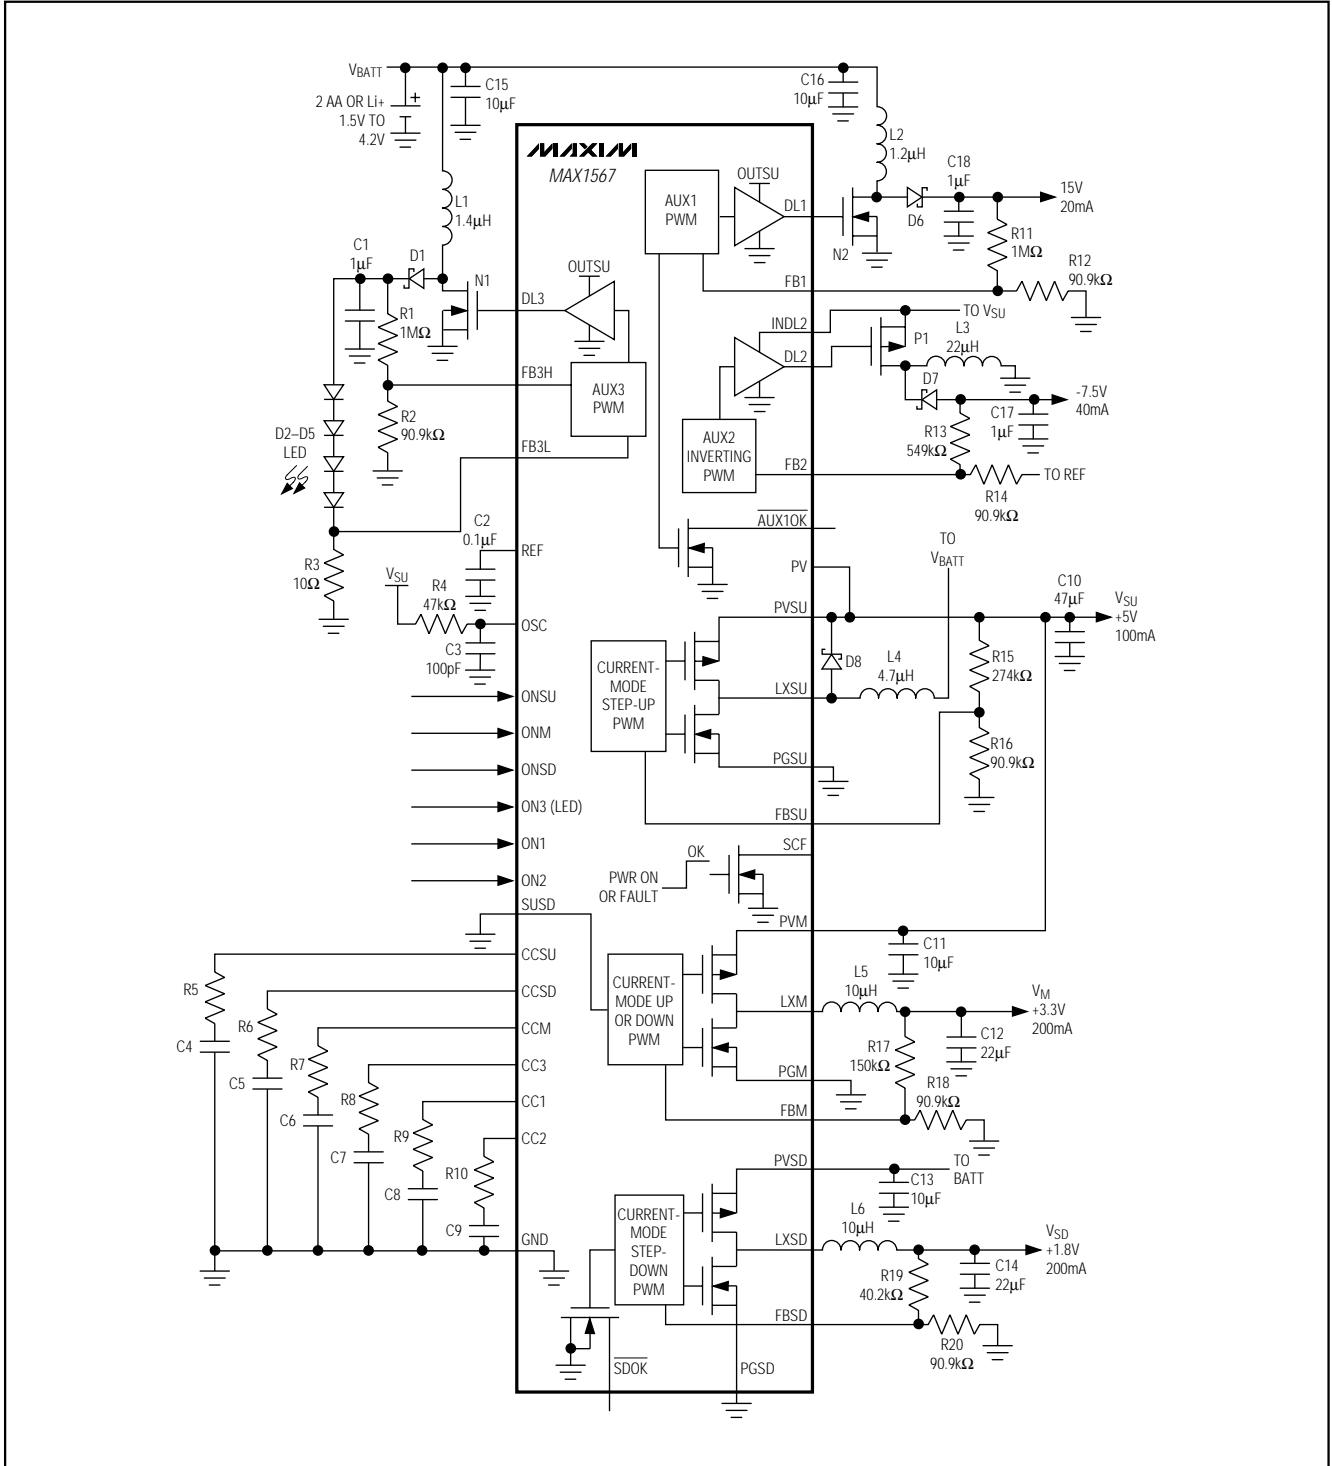 VBATT
2 AA OR Li+
1.5V TO
4.2V
+
C15
10µF
C16
10µF
MAXIM
MAX1567
L1
1.4µH
L2
1.2µH
AUX1
PWM
OUTSU
DL1
N2
D6
C18
1µF
15V
20mA
R11
1MΩ
R12
90.9kΩ
FB1
C1
1µF
D1
N1
R1
1MΩ
DL3
OUTSU
FB3H
AUX3
PWM
R2
90.9kΩ
FB3L
D2–D5
LED
INDL2
TO VSU
P1
L3
22µH
DL2
D7
-7.5V
40mA
C17
1µF
R13
549kΩ
AUX2
INVERTING
PWM
FB2
TO REF
R14
90.9kΩ
AUX1OK
C2
0.1µF
REF
R3
10Ω
VSU
R4
47kΩ
OSC
C3
100pF
PV
TO
VBATT
C10
47µF
VSU
+5V
100mA
PVSU
CURRENT-
MODE
STEP-UP
PWM
D8
L4
4.7µH
R15
274kΩ
LXSU
R16
90.9kΩ
PGSU
FBSU
ONSU
ONM
ONSD
ON3 (LED)
ON1
ON2
SUSD
SCF
OK
PWR ON
OR FAULT
PVM
C11
10µF
CURRENT-
MODE UP
OR DOWN
PWM
LXM
L5
10µH
VM
+3.3V
200mA
C12
22µF
R17
150kΩ
PGM
R18
90.9kΩ
FBM
CCSU
CCSD
CCM
CC3
CC1
CC2
GND
R5
C4
R6
C5
R7
C6
R8
C7
R9
C8
R10
C9
PVSD
TO
BATT
C13
10µF
CURRENT-
MODE
STEP-
DOWN
PWM
LXSD
L6
10µH
VSD
+1.8V
200mA
C14
22µF
R19
40.2kΩ
FBSD
R20
90.9kΩ
SDOK
PGSD